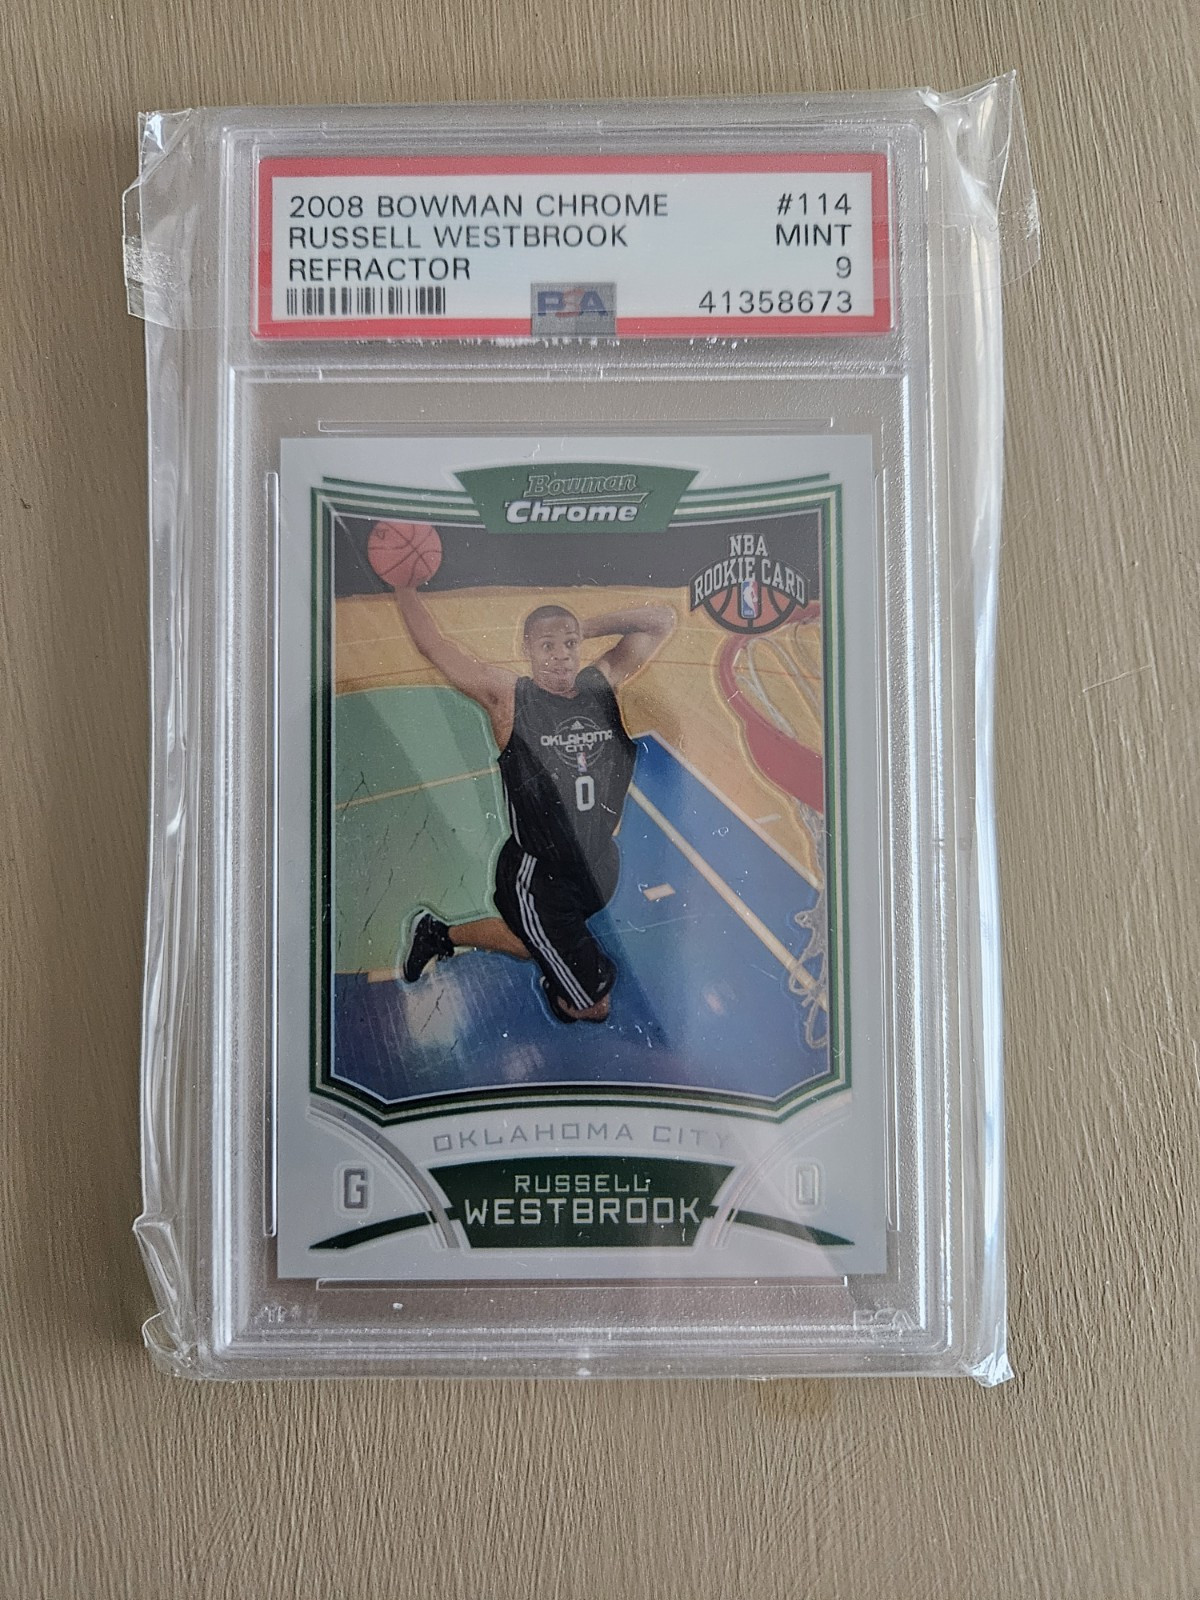 2008 BOWMAN CHROME #114
RUSSELL WESTBROOK MINT
REFRACTOR 9
PSA 41358673
Bowman
Chrome
NBA
ROOKIE CARD
OKLAHOMA
CITY
0
OKLAHOMA CITY
G RUSSELL 0
WESTBROOK
PSA